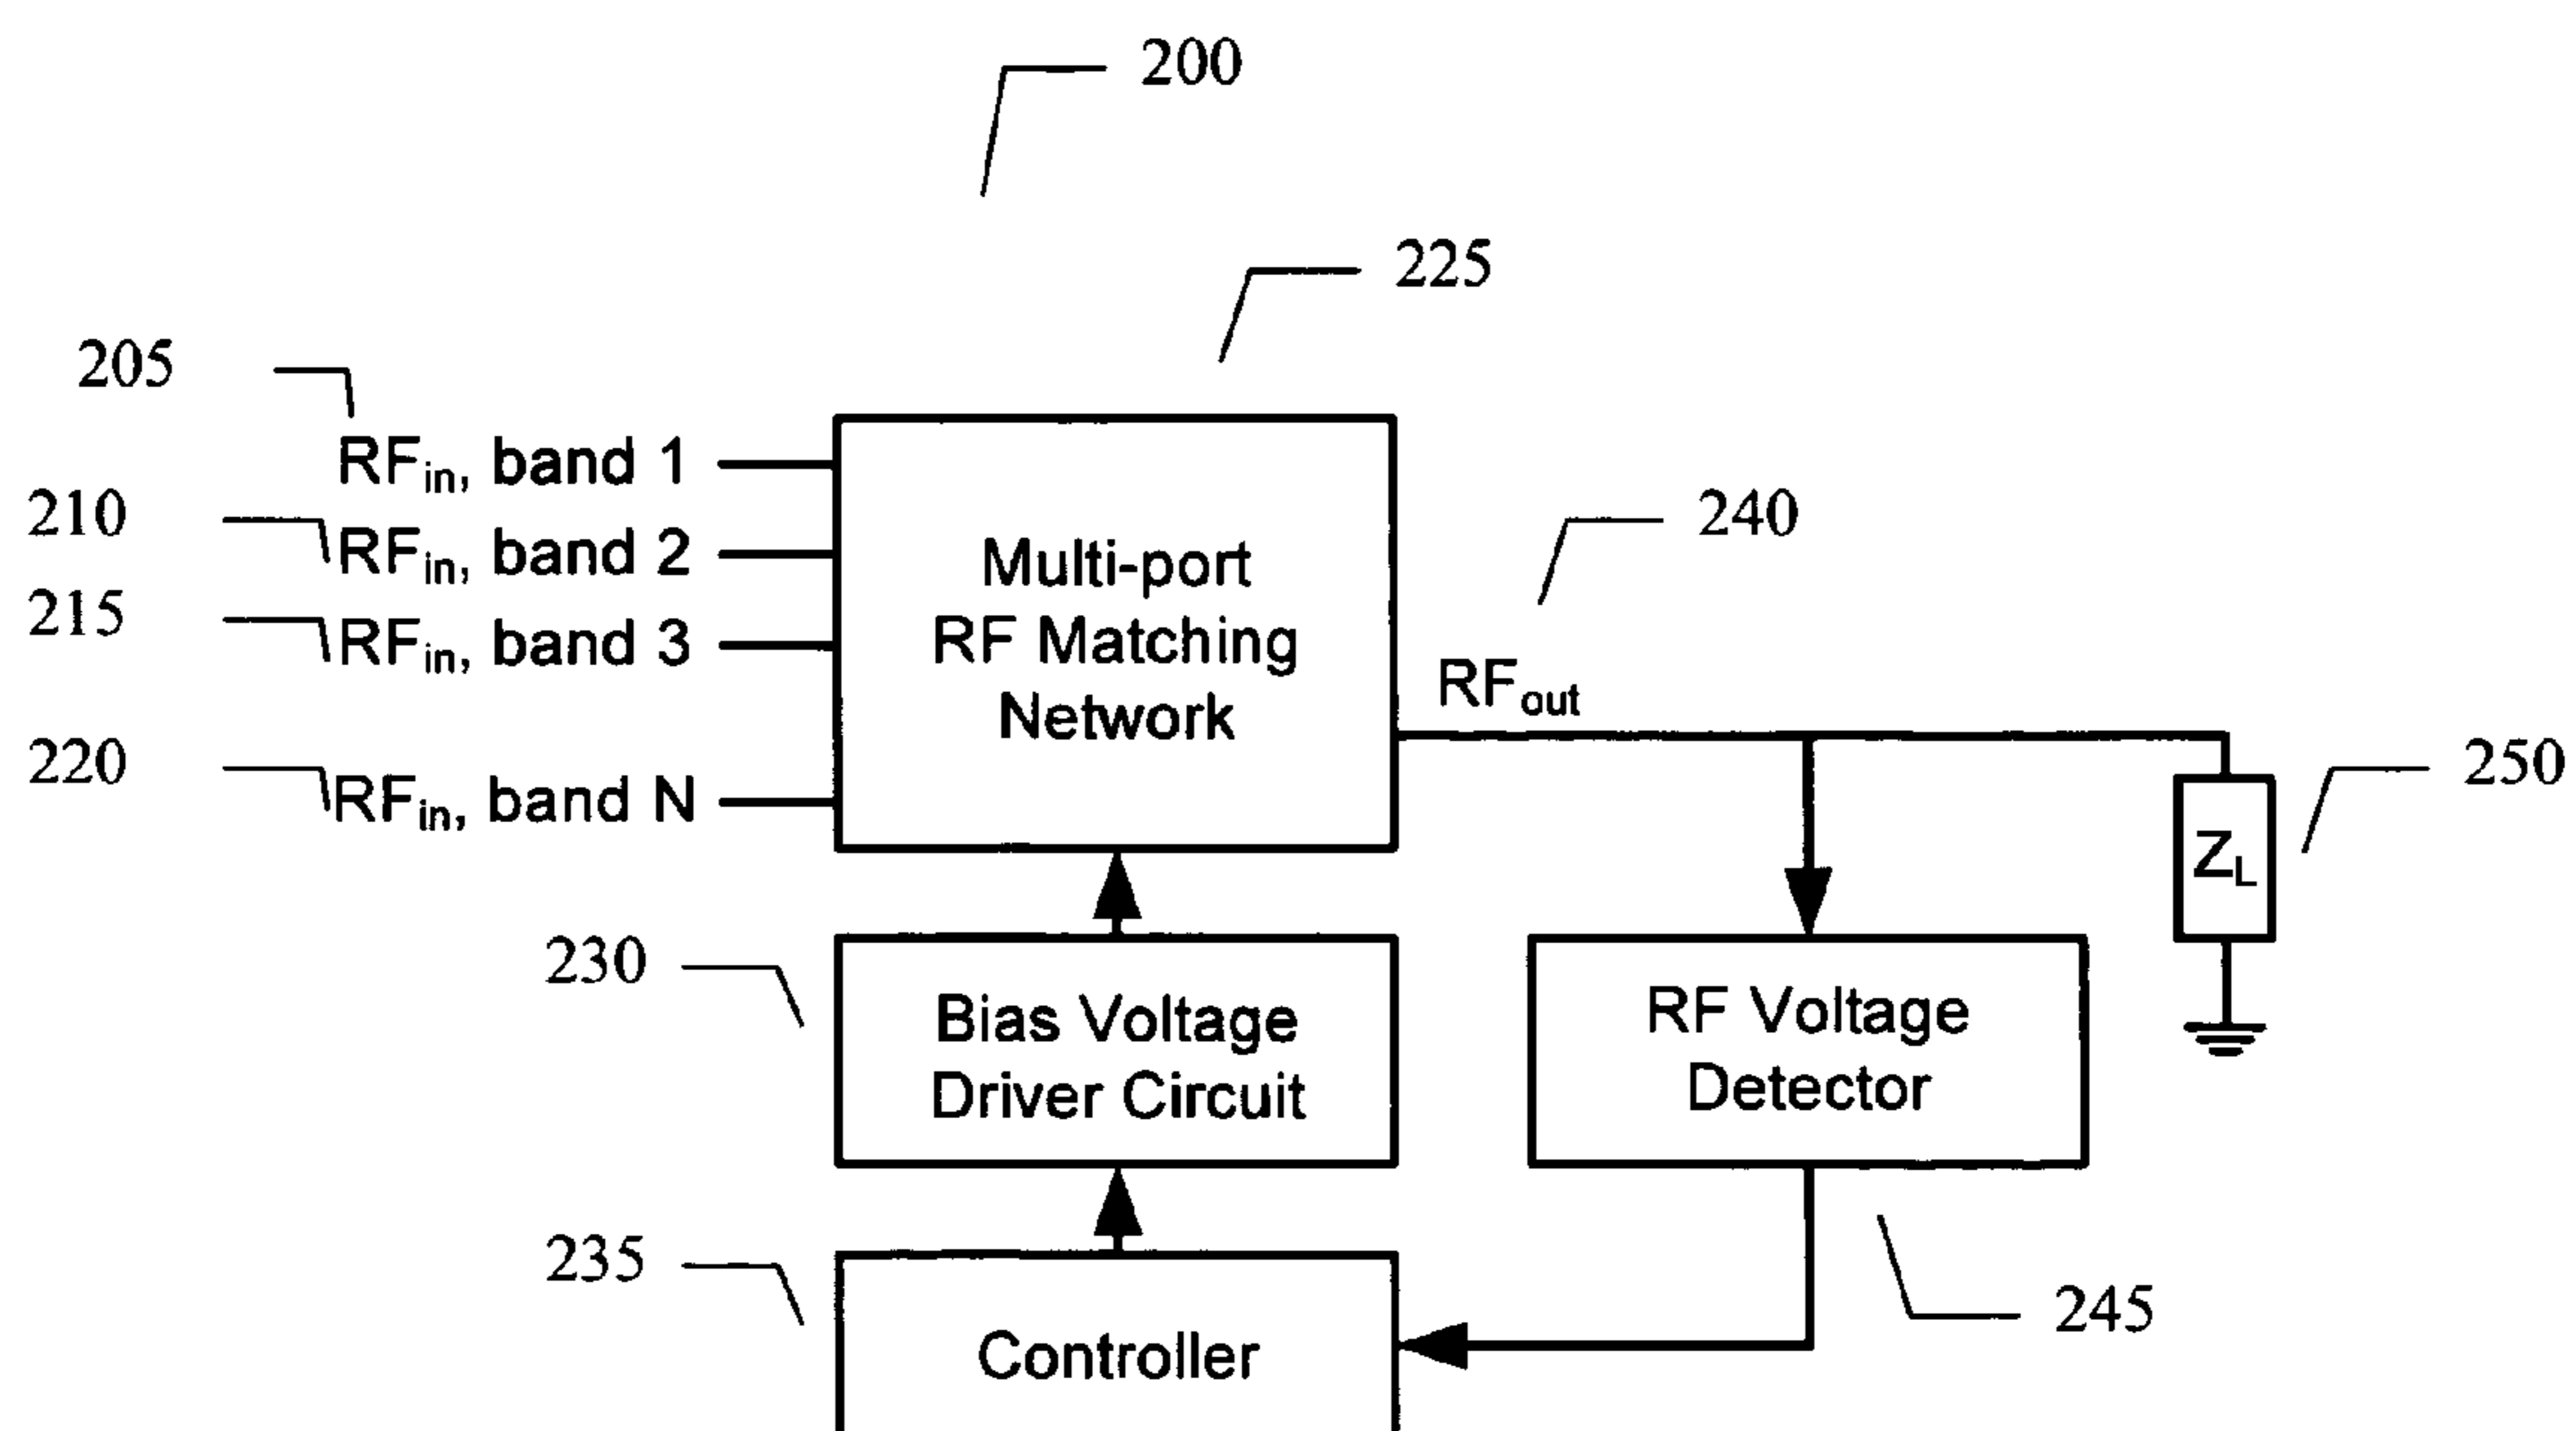 200
225
205
RFin, band 1
210
RFin, band 2
215
RFin, band 3
220
RFin, band N
Multi-port
RF Matching
Network
240
RFout
250
ZL
230
Bias Voltage
Driver Circuit
RF Voltage
Detector
235
Controller
245